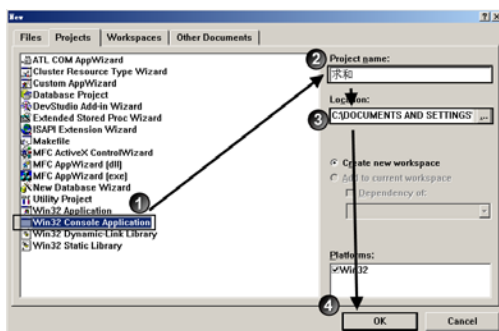 New
Files Projects Workspaces Other Documents
ATL COM AppWizard
Cluster Resource Type Wizard
Custom AppWizard
Database Project
DevStudio Add-in Wizard
Extended Stored Proc Wizard
ISAPI Extension Wizard
Makefile
MFC ActiveX ControlWizard
MFC AppWizard (dll)
MFC AppWizard (exe)
New Database Wizard
Utility Project
Win32 Application
Win32 Console Application
Win32 Dynamic-Link Library
Win32 Static Library
1
2
Project name:
求和
Location:
3
C:\DOCUMENTS AND SETTINGS\
...
Create new workspace
Add to current workspace
Dependency of:
Platforms:
Win32
4
OK
Cancel